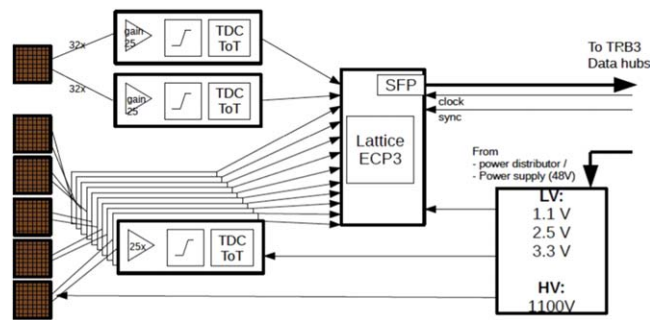 32x
gain
25
TDC
ToT
32x
gain
25
TDC
ToT
SFP
Lattice
ECP3
To TRB3
Data hubs
clock
sync
From
- power distributor /
- Power supply (48V)
25x
TDC
ToT
LV:
1.1 V
2.5 V
3.3 V
HV:
1100V